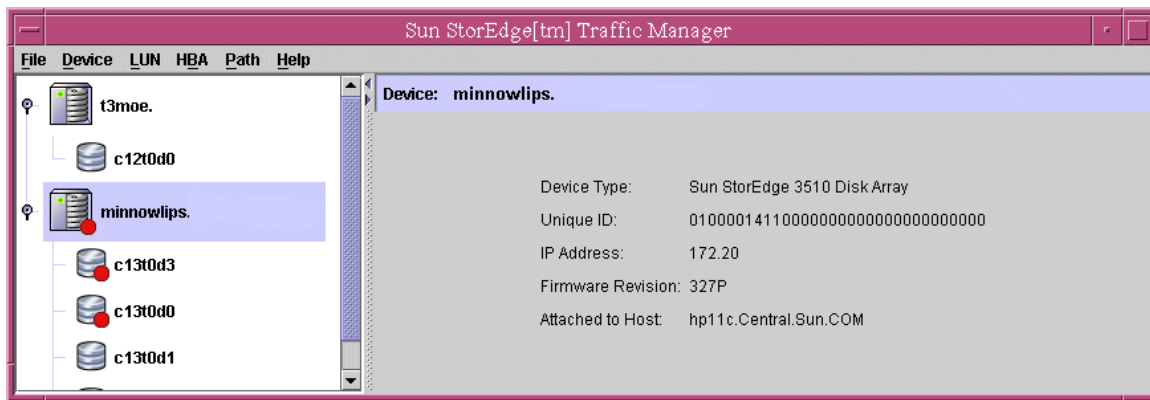 Sun StorEdge[tm] Traffic Manager
File Device LUN HBA Path Help
t3moe.
c12t0d0
minnowlips.
c13t0d3
c13t0d0
c13t0d1
Device: minnowlips.
Device Type: Sun StorEdge 3510 Disk Array
Unique ID: 01000014110000000000000000000000
IP Address: 172.20
Firmware Revision: 327P
Attached to Host: hp11c.Central.Sun.COM